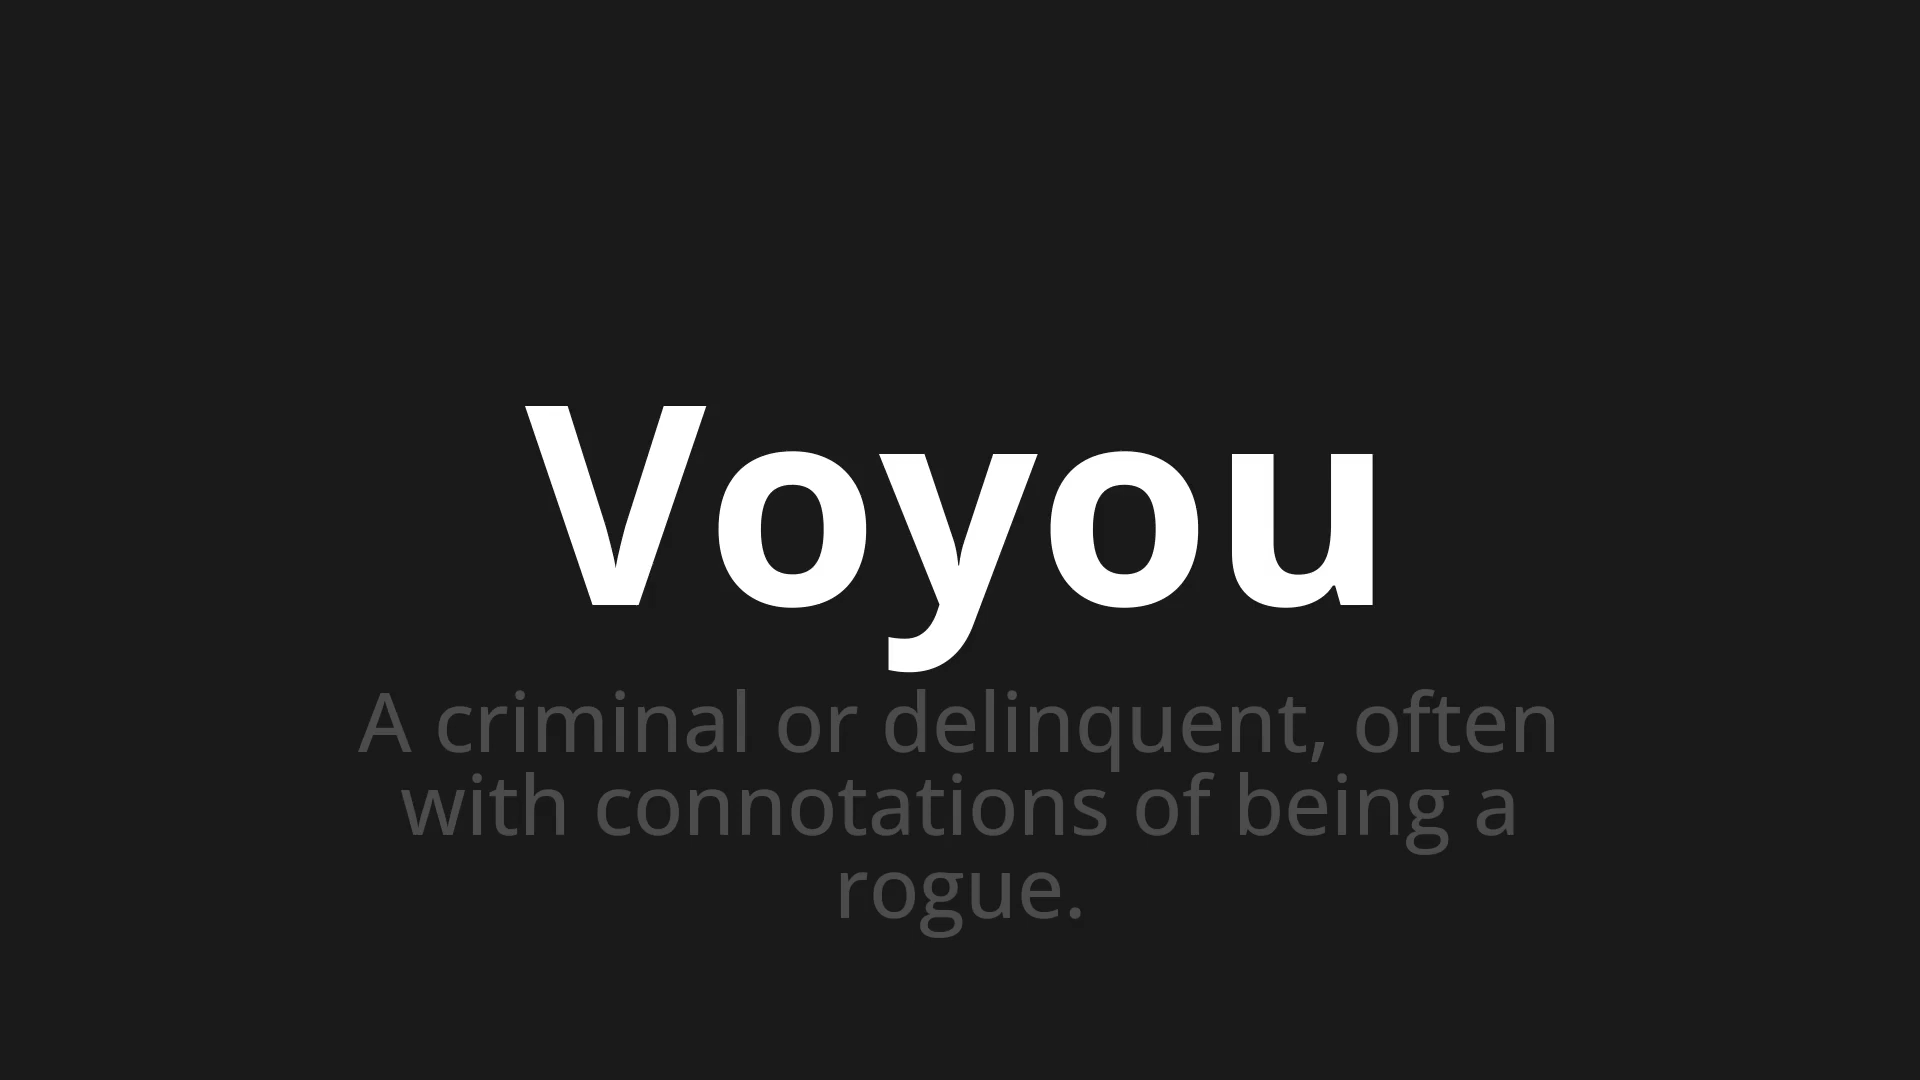 Voyou
A criminal or delinquent, often
with connotations of being a
rogue.